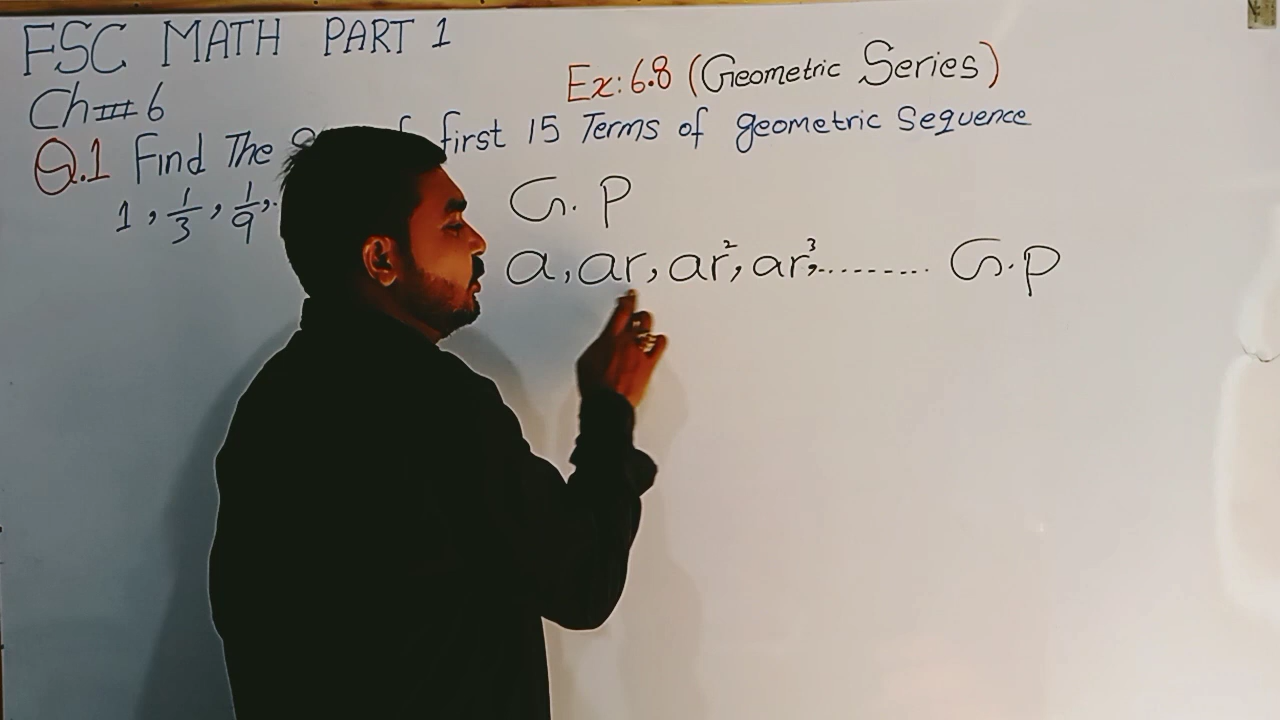 FSC MATH PART 1
Ex: 6.8 (Geometric Series)
Ch# 6
Q.1 Find The first 15 Terms of geometric Sequence
1, 1/3, 1/9,
G.P
a, ar, ar², ar³, ......... G.P